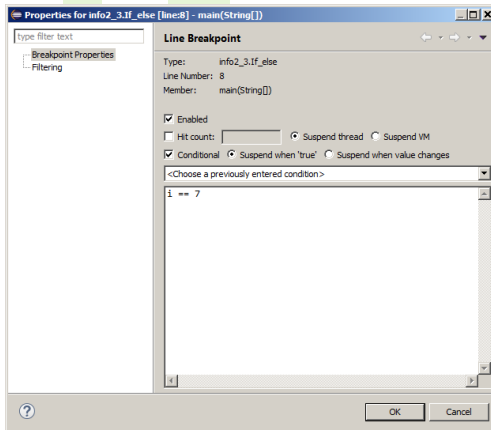 Properties for info2_3.If_else [line:8] - main(String[])
type filter text
Breakpoint Properties
Filtering
Line Breakpoint
Type: info2_3.If_else
Line Number: 8
Member: main(String[])
Enabled
Hit count: Suspend thread Suspend VM
Conditional Suspend when 'true' Suspend when value changes
<Choose a previously entered condition>
i == 7
OK Cancel